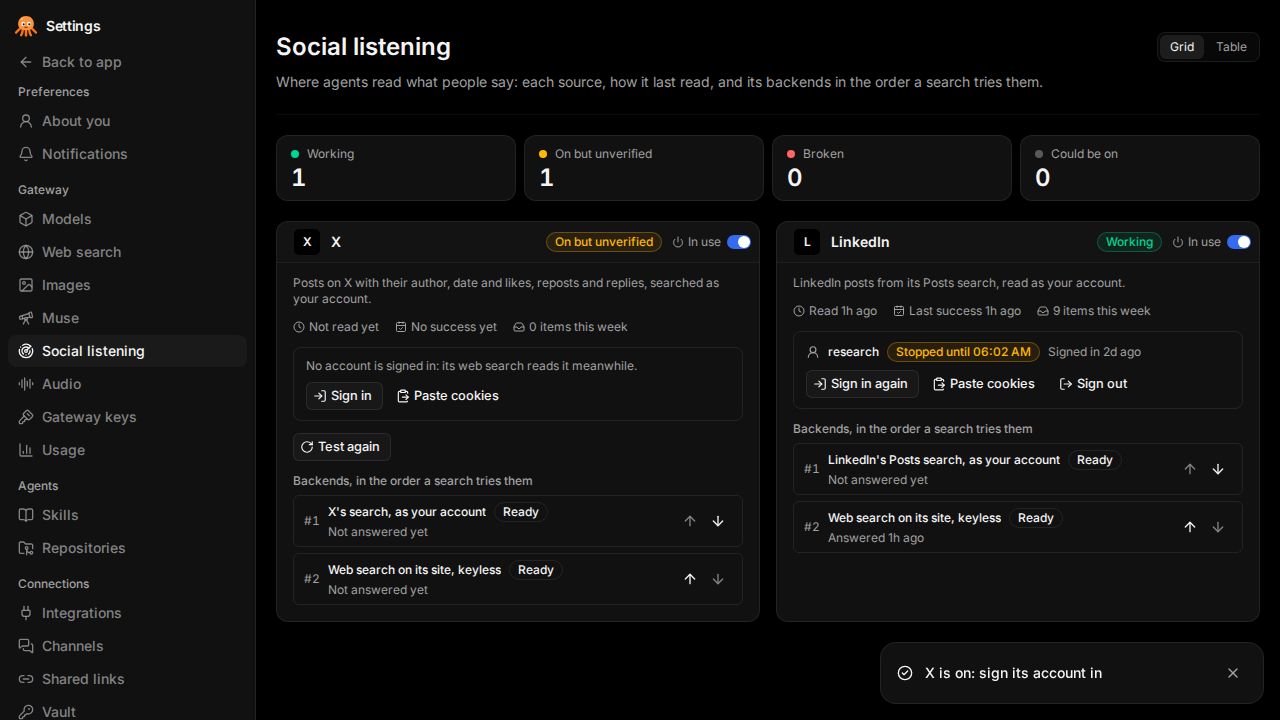 Settings
Back to app
Preferences
About you
Notifications
Gateway
Models
Web search
Images
Muse
Social listening
Audio
Gateway keys
Usage
Agents
Skills
Repositories
Connections
Integrations
Channels
Shared links
Vault
Social listening
Grid Table
Where agents read what people say: each source, how it last read, and its backends in the order a search tries them.
Working
1
On but unverified
1
Broken
0
Could be on
0
X X On but unverified In use
Posts on X with their author, date and likes, reposts and replies, searched as
your account.
Not read yet No success yet 0 items this week
No account is signed in: its web search reads it meanwhile.
Sign in Paste cookies
Test again
Backends, in the order a search tries them
#1 X's search, as your account Ready
Not answered yet
#2 Web search on its site, keyless Ready
Not answered yet
L LinkedIn Working In use
LinkedIn posts from its Posts search, read as your account.
Read 1h ago Last success 1h ago 9 items this week
research Stopped until 06:02 AM Signed in 2d ago
Sign in again Paste cookies Sign out
Backends, in the order a search tries them
#1 LinkedIn's Posts search, as your account Ready
Not answered yet
#2 Web search on its site, keyless Ready
Answered 1h ago
X is on: sign its account in